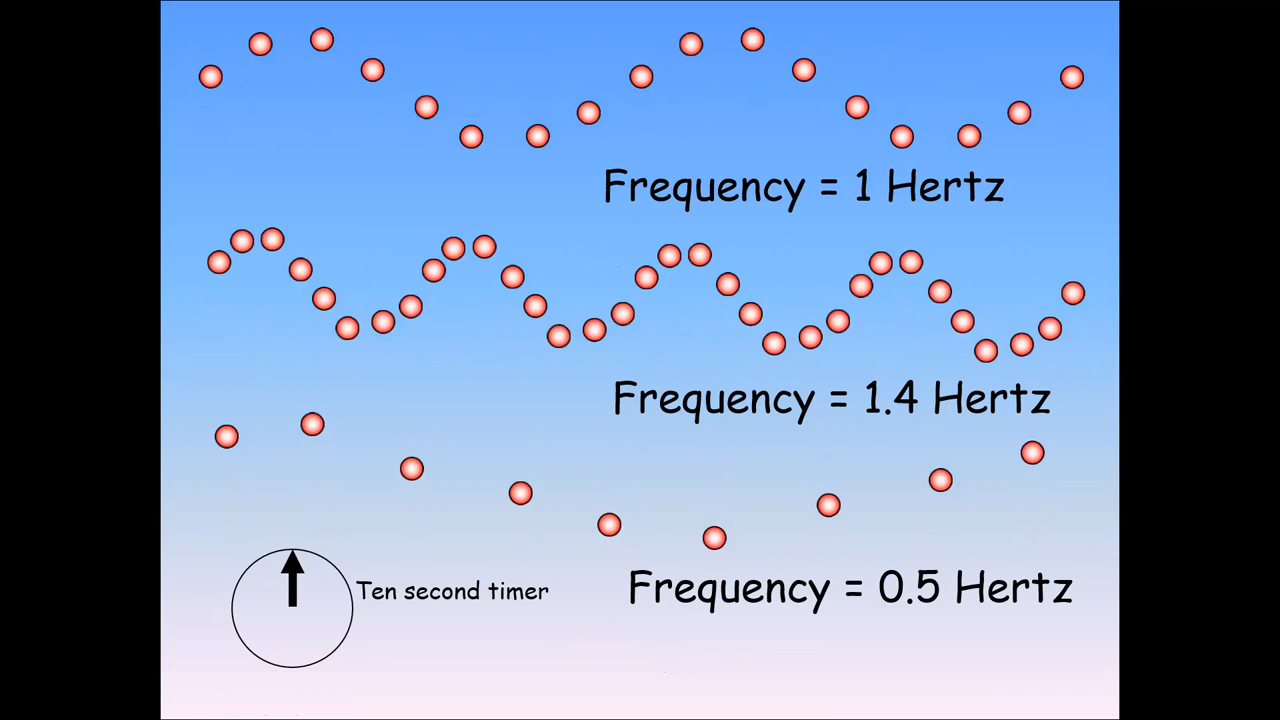 Frequency = 1 Hertz
Frequency = 1.4 Hertz
Frequency = 0.5 Hertz
Ten second timer